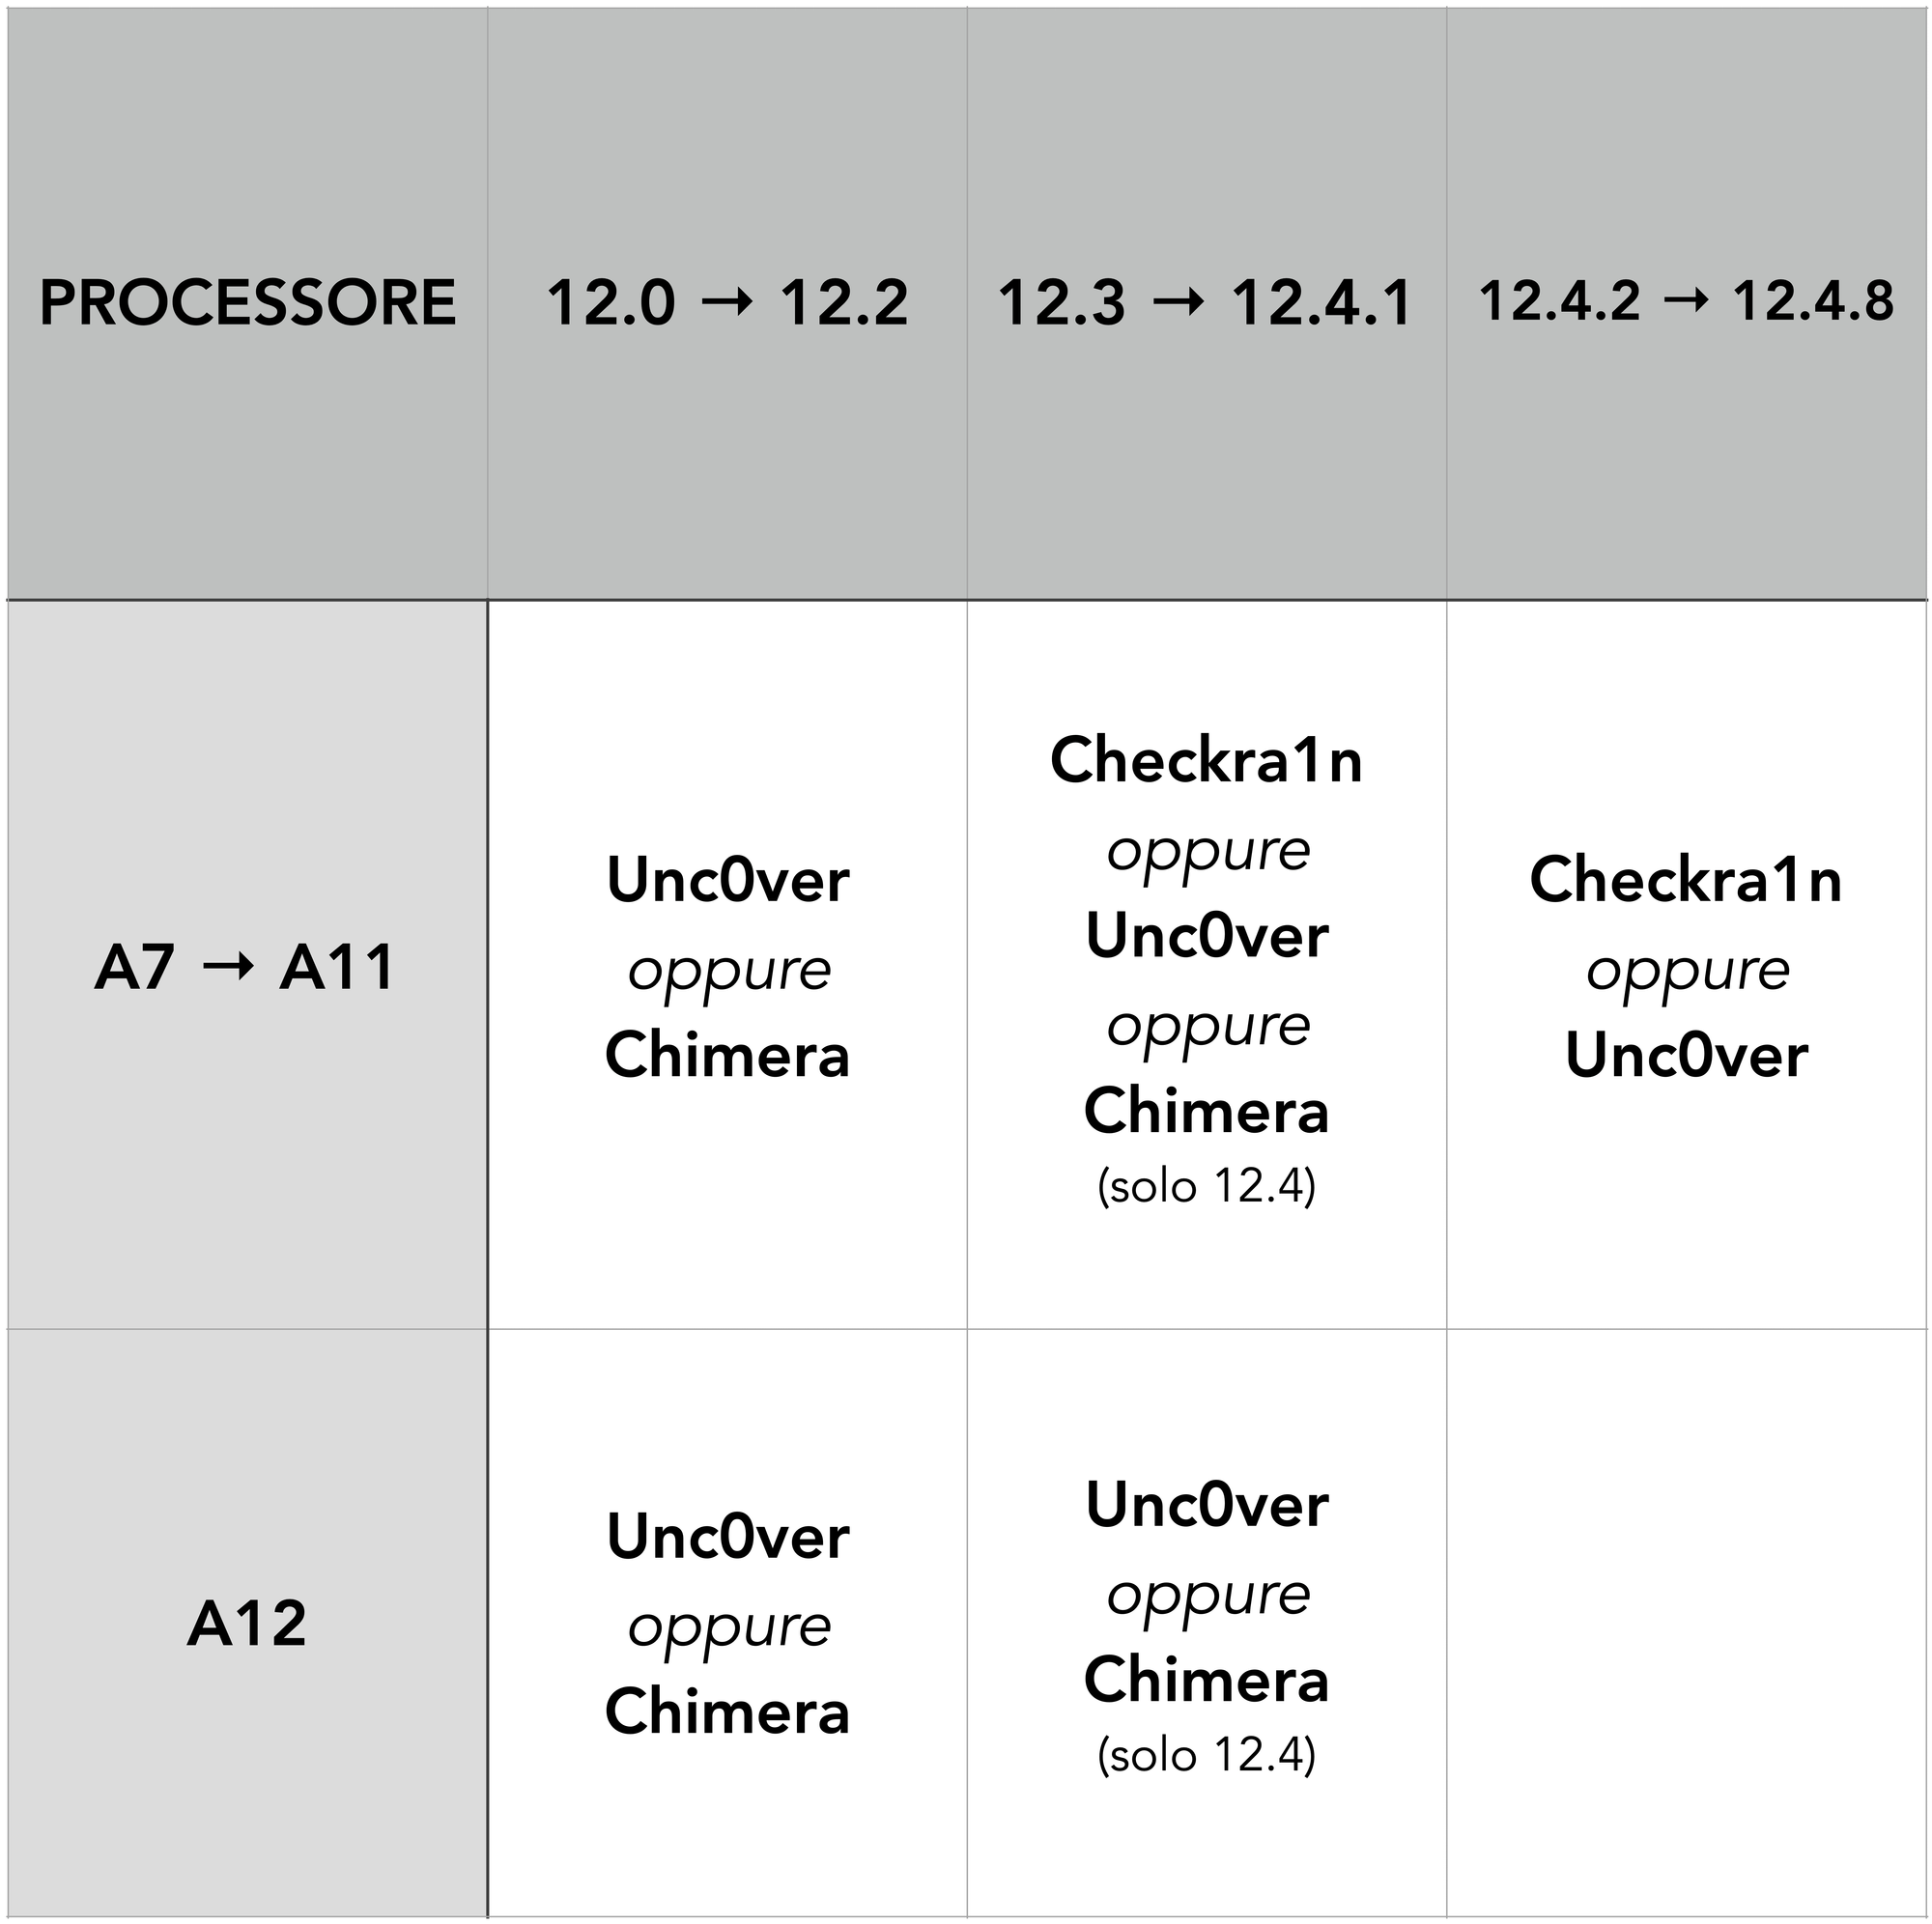 PROCESSORE
12.0 → 12.2
12.3 → 12.4.1
12.4.2 → 12.4.8
A7 → A11
Unc0ver
oppure
Chimera
Checkra1n
oppure
Unc0ver
oppure
Chimera
(solo 12.4)
Checkra1n
oppure
Unc0ver
A12
Unc0ver
oppure
Chimera
Unc0ver
oppure
Chimera
(solo 12.4)